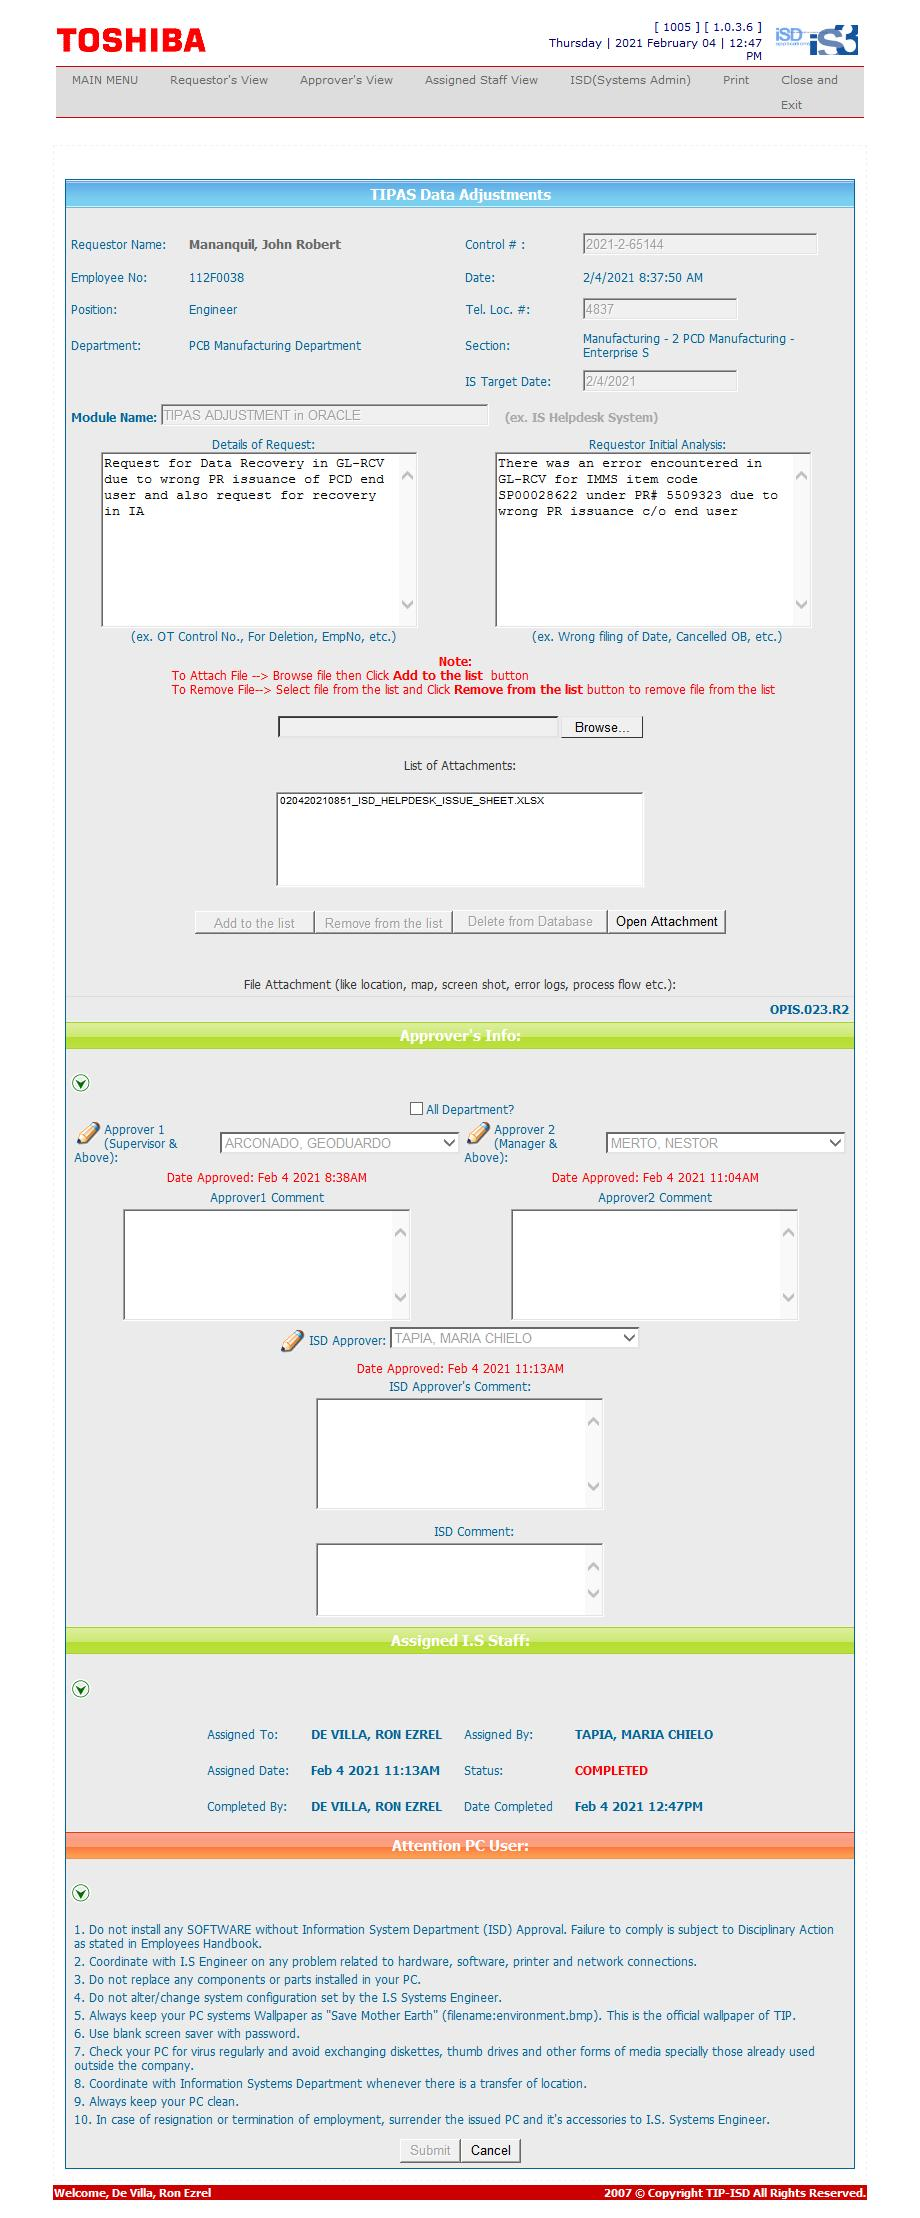 TOSHIBA
[ 1005 ] [ 1.0.3.6 ]
Thursday | 2021 February 04 | 12:47
PM
MAIN MENU Requestor's View Approver's View Assigned Staff View ISD(Systems Admin) Print Close and
Exit
TIPAS Data Adjustments
Requestor Name: Mananquil, John Robert Control # : 2021-2-65144
Employee No: 112F0038 Date: 2/4/2021 8:37:50 AM
Position: Engineer Tel. Loc. #: 4837
Department: PCB Manufacturing Department Section: Manufacturing - 2 PCD Manufacturing -
Enterprise S
IS Target Date: 2/4/2021
Module Name: TIPAS ADJUSTMENT in ORACLE (ex. IS Helpdesk System)
Details of Request:
Request for Data Recovery in GL-RCV
due to wrong PR issuance of PCD end
user and also request for recovery
in IA
(ex. OT Control No., For Deletion, EmpNo, etc.)
Requestor Initial Analysis:
There was an error encountered in
GL-RCV for IMMS item code
SP00028622 under PR# 5509323 due to
wrong PR issuance c/o end user
(ex. Wrong filing of Date, Cancelled OB, etc.)
Note:
To Attach File --> Browse file then Click Add to the list button
To Remove File--> Select file from the list and Click Remove from the list button to remove file from the list
Browse...
List of Attachments:
020420210851_ISD_HELPDESK_ISSUE_SHEET.XLSX
Add to the list Remove from the list Delete from Database Open Attachment
File Attachment (like location, map, screen shot, error logs, process flow etc.):
OPIS.023.R2
Approver's Info:
All Department?
Approver 1
(Supervisor &
Above):
ARCONADO, GEODUARDO
Approver 2
(Manager &
Above):
MERTO, NESTOR
Date Approved: Feb 4 2021 8:38AM Date Approved: Feb 4 2021 11:04AM
Approver1 Comment Approver2 Comment
ISD Approver: TAPIA, MARIA CHIELO
Date Approved: Feb 4 2021 11:13AM
ISD Approver's Comment:
ISD Comment:
Assigned I.S Staff:
Assigned To: DE VILLA, RON EZREL Assigned By: TAPIA, MARIA CHIELO
Assigned Date: Feb 4 2021 11:13AM Status: COMPLETED
Completed By: DE VILLA, RON EZREL Date Completed Feb 4 2021 12:47PM
Attention PC User:
1. Do not install any SOFTWARE without Information System Department (ISD) Approval. Failure to comply is subject to Disciplinary Action
as stated in Employees Handbook.
2. Coordinate with I.S Engineer on any problem related to hardware, software, printer and network connections.
3. Do not replace any components or parts installed in your PC.
4. Do not alter/change system configuration set by the I.S Systems Engineer.
5. Always keep your PC systems Wallpaper as "Save Mother Earth" (filename:environment.bmp). This is the official wallpaper of TIP.
6. Use blank screen saver with password.
7. Check your PC for virus regularly and avoid exchanging diskettes, thumb drives and other forms of media specially those already used
outside the company.
8. Coordinate with Information Systems Department whenever there is a transfer of location.
9. Always keep your PC clean.
10. In case of resignation or termination of employment, surrender the issued PC and it's accessories to I.S. Systems Engineer.
Submit Cancel
Welcome, De Villa, Ron Ezrel 2007 © Copyright TIP-ISD All Rights Reserved.